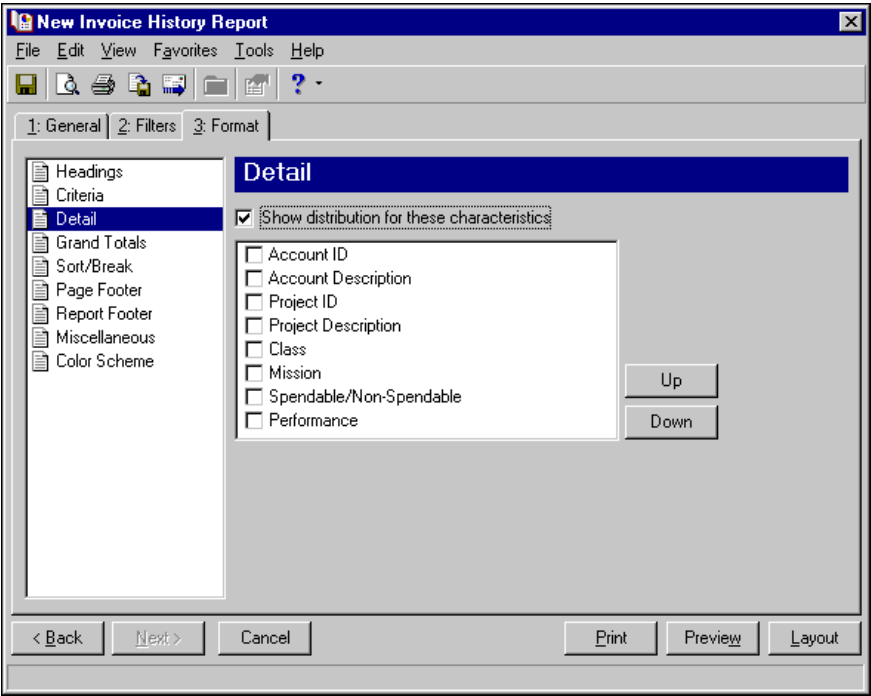 New Invoice History Report
File Edit View Favorites Tools Help
?
1: General 2: Filters 3: Format
Headings
Criteria
Detail
Grand Totals
Sort/Break
Page Footer
Report Footer
Miscellaneous
Color Scheme
Detail
Show distribution for these characteristics
Account ID
Account Description
Project ID
Project Description
Class
Mission
Spendable/Non-Spendable
Performance
Up
Down
< Back Next > Cancel Print Preview Layout